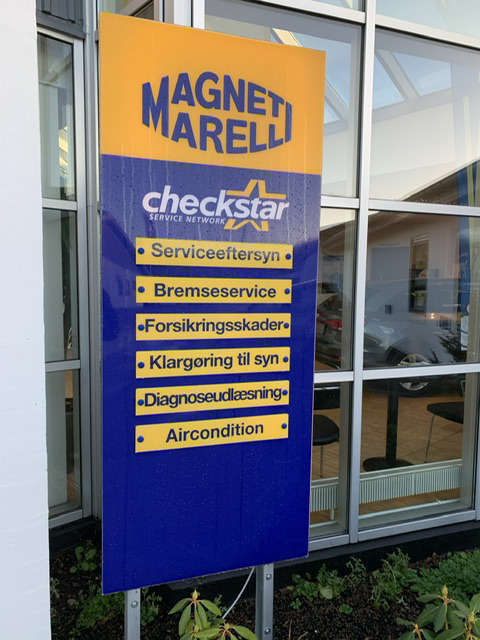 MAGNETI
MARELLI
checkstar
SERVICE NETWORK
Serviceeftersyn
Bremseservice
Forsikringsskader
Klargøring til syn
Diagnoseudlæsning
Aircondition